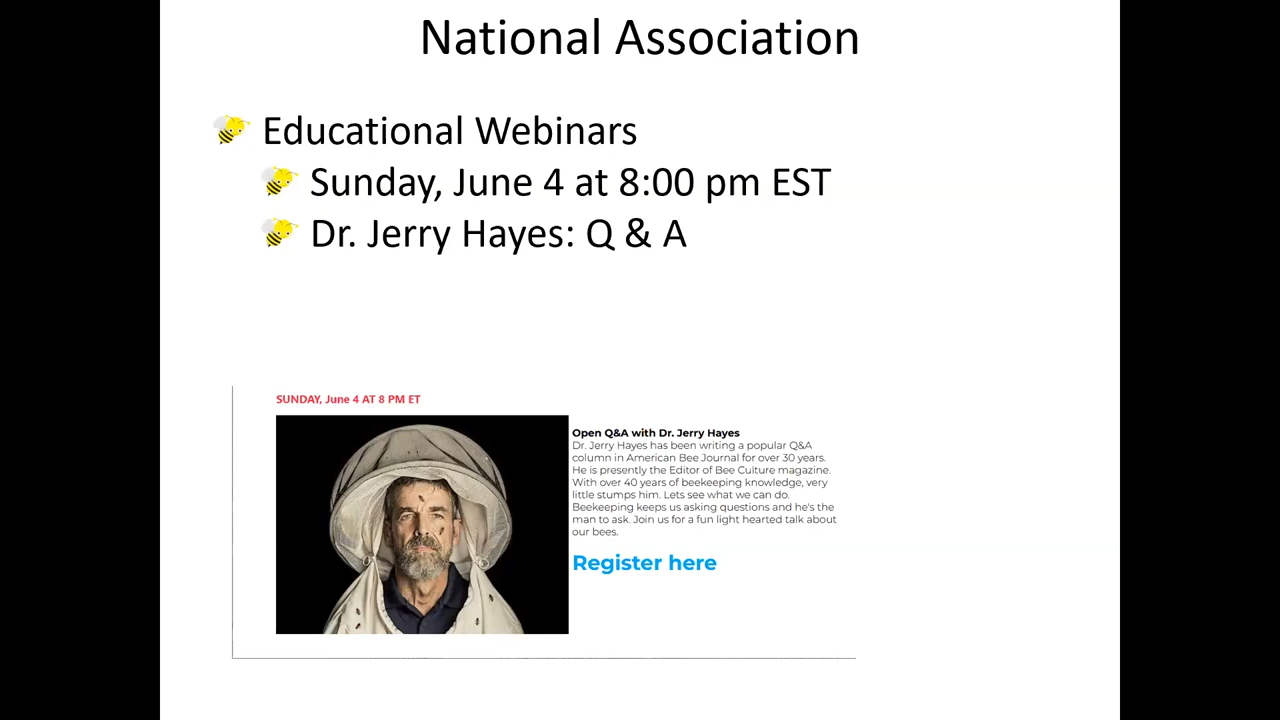 National Association
Educational Webinars
Sunday, June 4 at 8:00 pm EST
Dr. Jerry Hayes: Q & A
SUNDAY, June 4 AT 8 PM ET
Open Q&A with Dr. Jerry Hayes
Dr. Jerry Hayes has been writing a popular Q&A
column in American Bee Journal for over 30 years.
He is presently the Editor of Bee Culture magazine.
With over 40 years of beekeeping knowledge, very
little stumps him. Lets see what we can do.
Beekeeping keeps us asking questions and he's the
man to ask. Join us for a fun light hearted talk about
our bees.
Register here